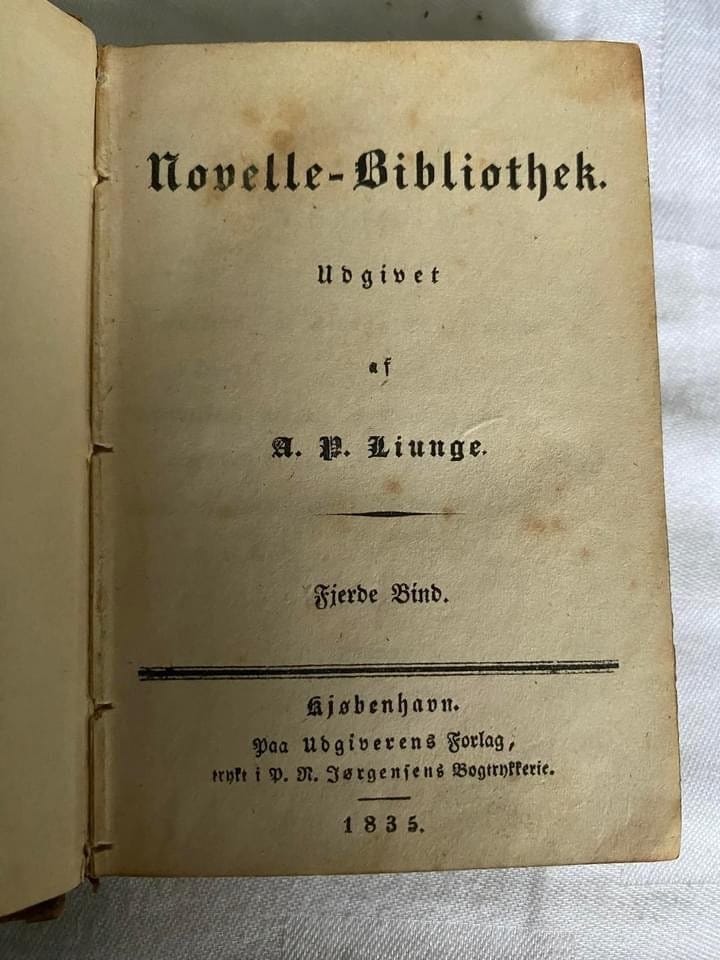 Novelle-Bibliothek.
Udgivet
af
A. P. Liunge.
Fjerde Bind.
Kjøbenhavn.
Paa Udgiverens Forlag,
trykt i P. N. Jørgensens Bogtrykkerie.
1835.